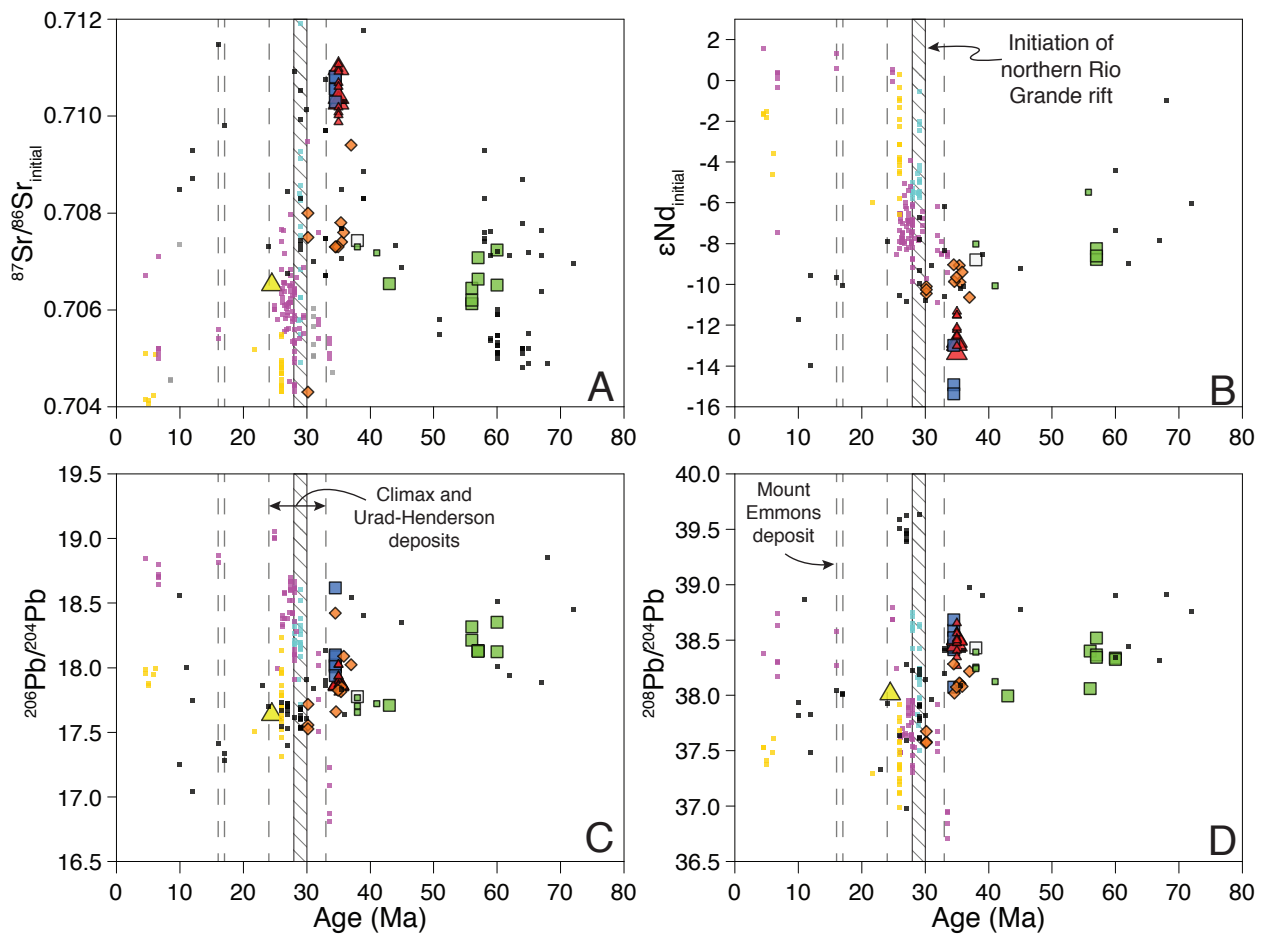 0.712
0.710
0.708
0.706
0.704
87Sr/86Sr initial
0 10 20 30 40 50 60 70 80
A
2
0
-2
-4
-6
-8
-10
-12
-14
-16
εNd initial
Initiation of
northern Rio
Grande rift
0 10 20 30 40 50 60 70 80
B
19.5
19.0
18.5
18.0
17.5
17.0
16.5
206Pb/204Pb
Climax and
Urad-Henderson
deposits
0 10 20 30 40 50 60 70 80
Age (Ma)
C
40.0
39.5
39.0
38.5
38.0
37.5
37.0
36.5
208Pb/204Pb
Mount
Emmons
deposit
0 10 20 30 40 50 60 70 80
Age (Ma)
D